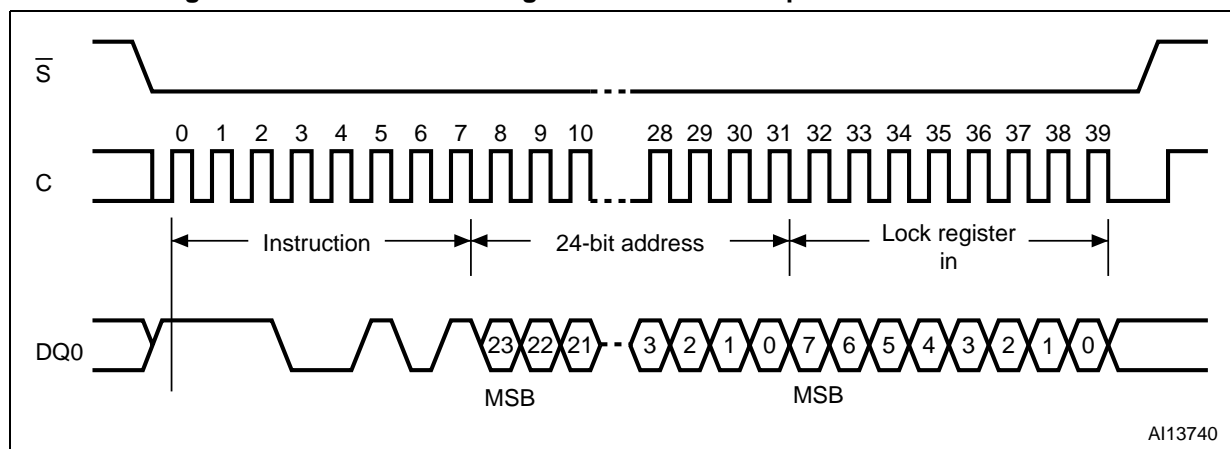 S
0 1 2 3 4 5 6 7 8 9 10 28 29 30 31 32 33 34 35 36 37 38 39
C
Instruction 24-bit address Lock register
in
DQ0 23 22 21 3 2 1 0 7 6 5 4 3 2 1 0
MSB MSB
AI13740